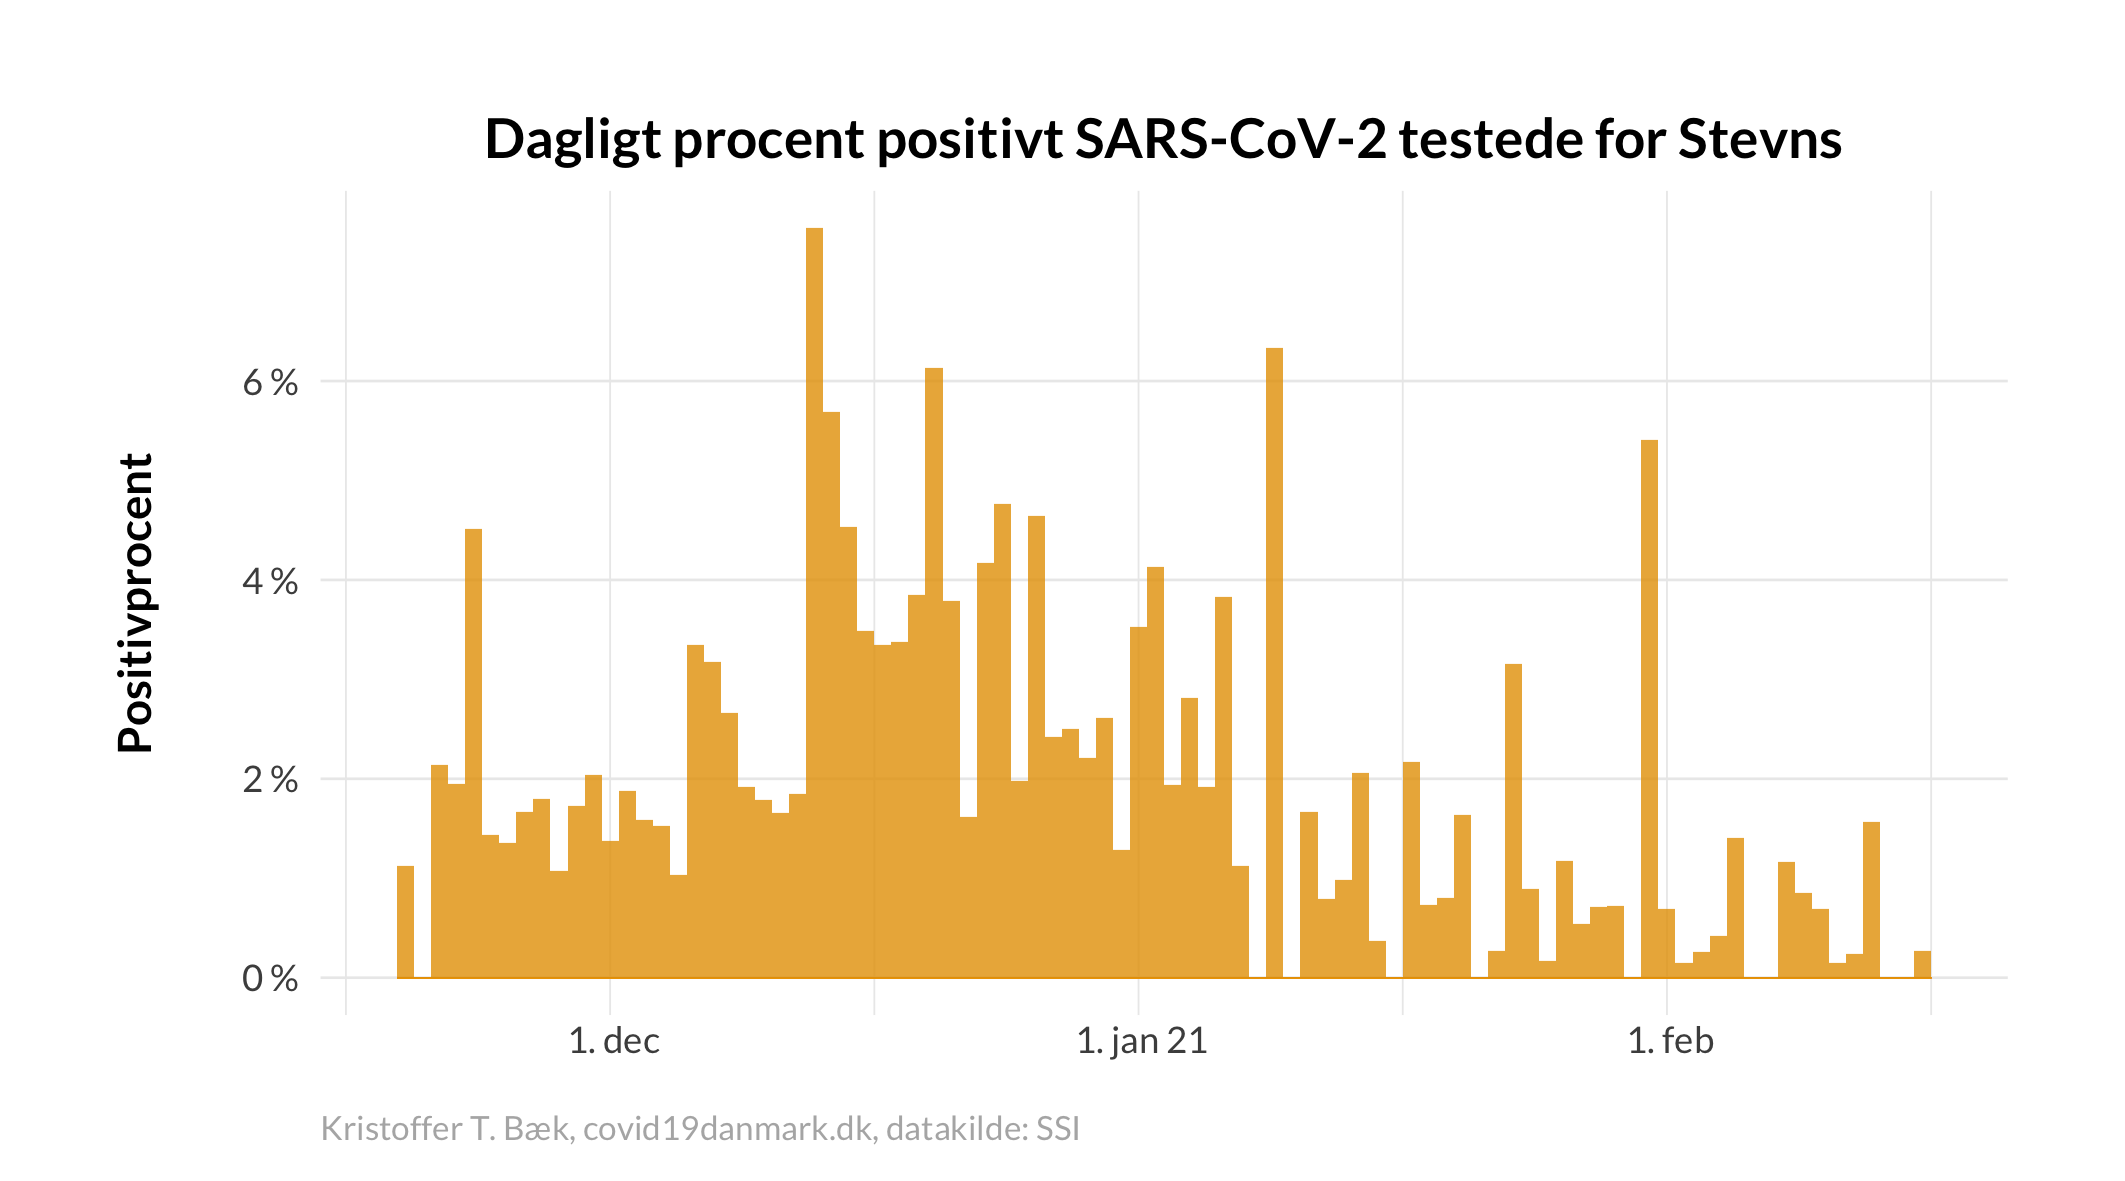 Dagligt procent positivt SARS-CoV-2 testede for Stevns
Positivprocent
6 %
4 %
2 %
0 %
1. dec
1. jan 21
1. feb
Kristoffer T. Bæk, covid19danmark.dk, datakilde: SSI